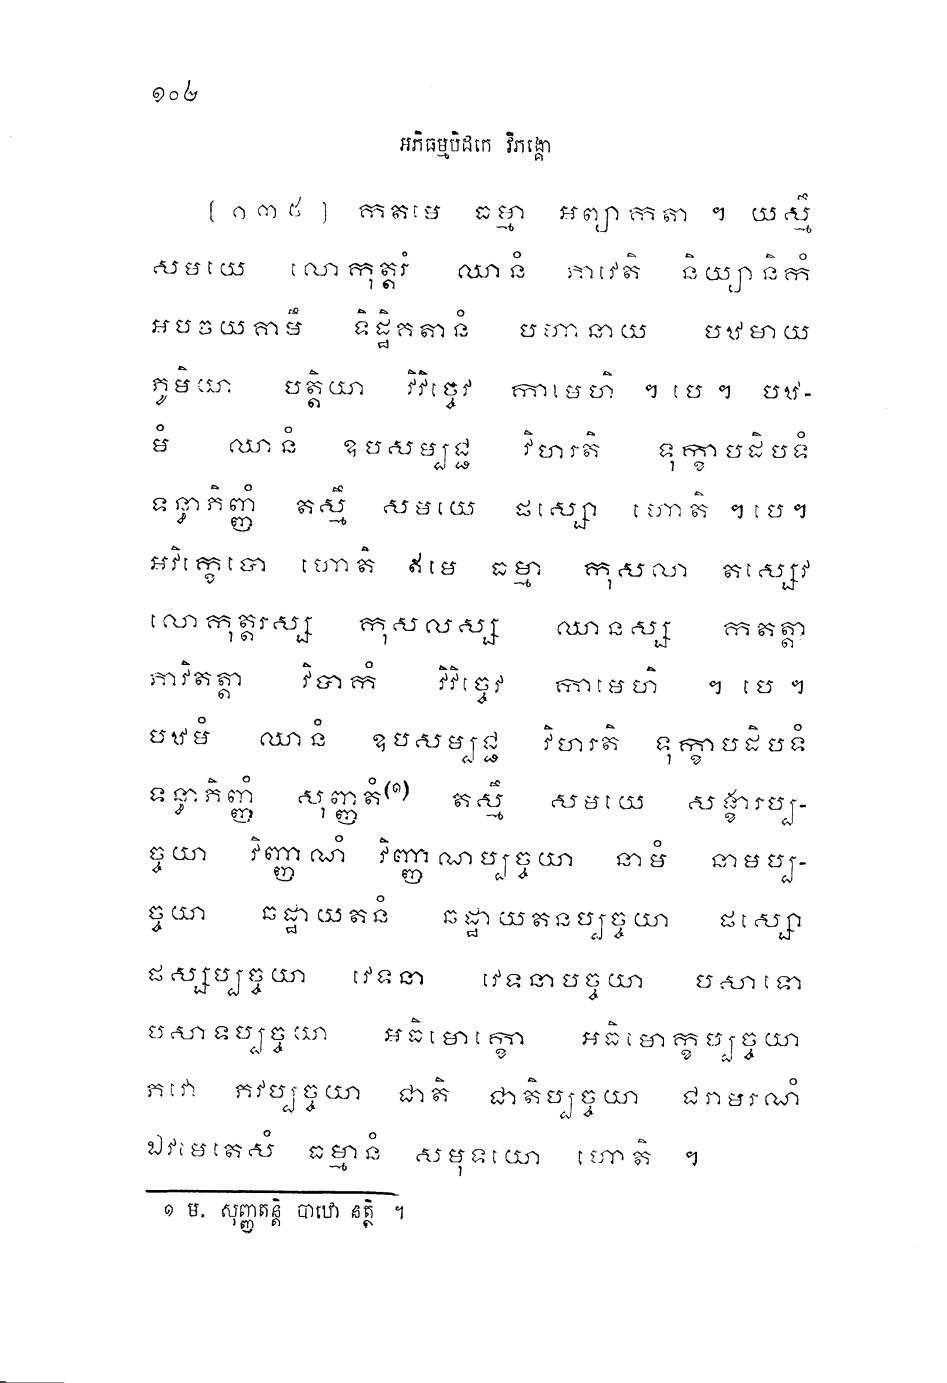 ១០៤
អភិធម្មបិដកេ វិភង្គោ
[១៣៥] កតមេ ធម្មា អព្យាកតា ។ យស្មឹ
សមយេ លោកុត្តរំ ឈានំ ភាវេតិ និយ្យានិកំ
អបចយគាមឹ ទិដ្ឋិគតានំ បហានាយ បឋមាយ
ភូមិយា បត្តិយា វិវិច្ចេវ កាមេហិ ។ បេ ។ បឋ-
មំ ឈានំ ឧបសម្បជ្ជ វិហរតិ ទុក្ខាបដិបទំ
ទន្ធាភិញ្ញំ តស្មឹ សមយេ ផស្សោ ហោតិ ។ បេ ។
អវិក្ខេបោ ហោតិ ឥមេ ធម្មា កុសលា តស្សេវ
លោកុត្តរស្ស កុសលស្ស ឈានស្ស កតត្តា
ភាវិតត្តា វិបាកំ វិវិច្ចេវ កាមេហិ ។ បេ ។
បឋមំ ឈានំ ឧបសម្បជ្ជ វិហរតិ ទុក្ខាបដិបទំ
ទន្ធាភិញ្ញំ សុញ្ញតំ(១) តស្មឹ សមយេ សង្ខារប្ប-
ច្ចយា វិញ្ញាណំ វិញ្ញាណប្បច្ចយា នាមំ នាមប្ប-
ច្ចយា ឆដ្ឋាយតនំ ឆដ្ឋាយតនប្បច្ចយា ផស្សោ
ផស្សប្បច្ចយា វេទនា វេទនាបច្ចយា បសាទោ
បសាទប្បច្ចយា អធិមោក្ខោ អធិមោក្ខប្បច្ចយា
ភវោ ភវប្បច្ចយា ជាតិ ជាតិប្បច្ចយា ជរាមរណំ
ឯវមេតេសំ ធម្មានំ សមុទយោ ហោតិ ។
១ ម. សុញ្ញតន្តិ បាឋោ នត្ថិ ។